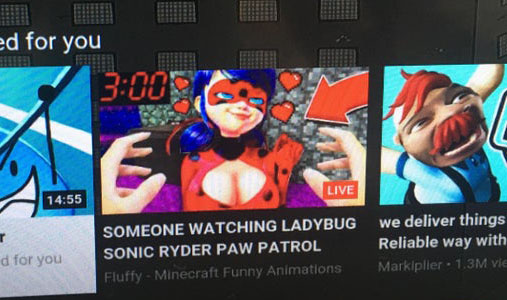 ed for you
3:00
LIVE
14:55
r
d for you
SOMEONE WATCHING LADYBUG
SONIC RYDER PAW PATROL
Fluffy - Minecraft Funny Animations
we deliver things
Reliable way with
Markiplier • 1.3M vie